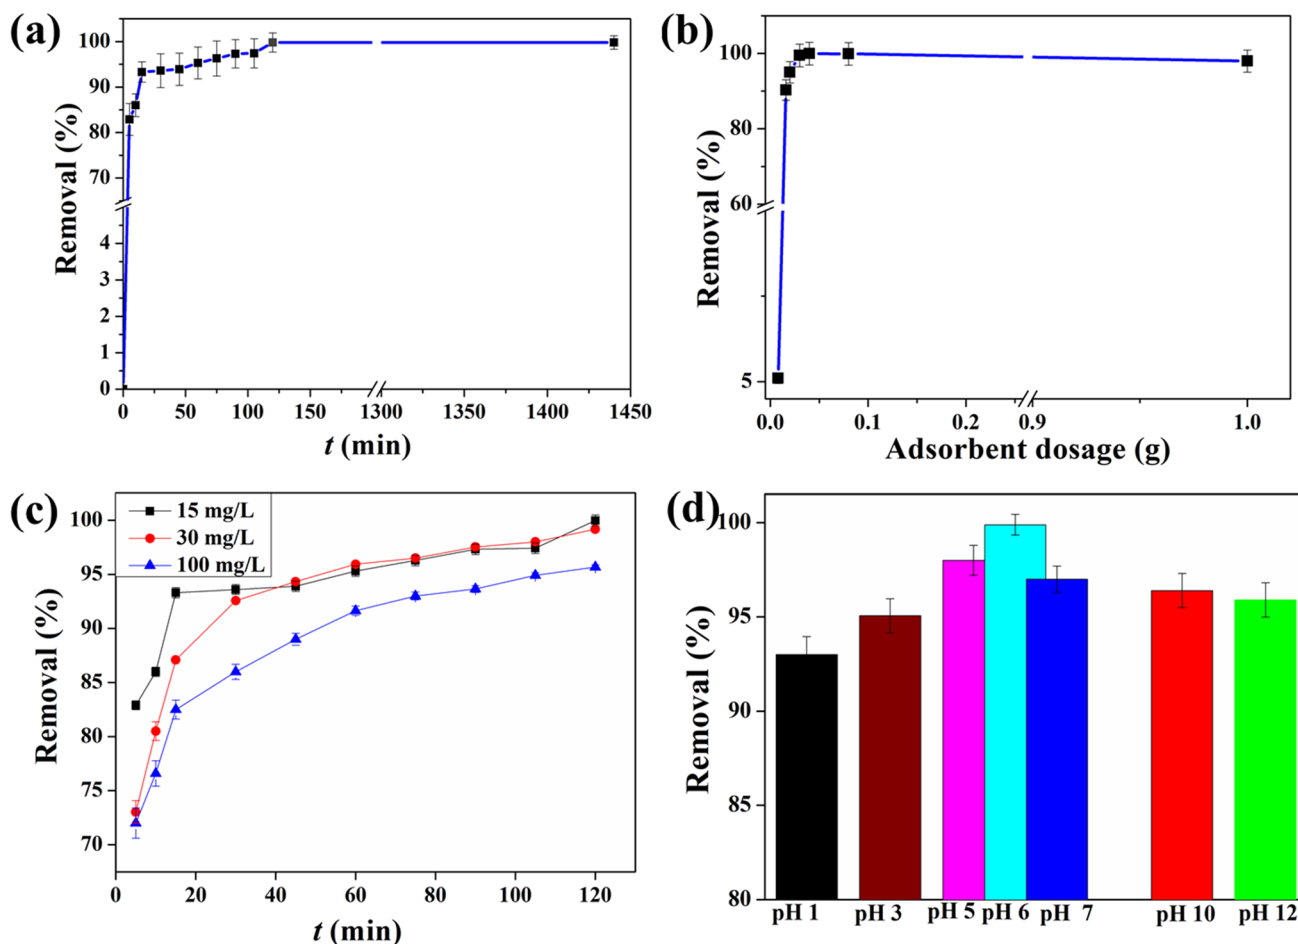 (a)
Removal (%)
100
90
80
70
4
3
2
1
0
0 50 100 150 1300 1350 1400 1450
t (min)
(b)
Removal (%)
100
80
60
5
0.0 0.1 0.2 0.9 1.0
Adsorbent dosage (g)
(c)
15 mg/L
30 mg/L
100 mg/L
Removal (%)
100
95
90
85
80
75
70
0 20 40 60 80 100 120
t (min)
(d)
Removal (%)
100
95
90
85
80
pH 1 pH 3 pH 5 pH 6 pH 7 pH 10 pH 12